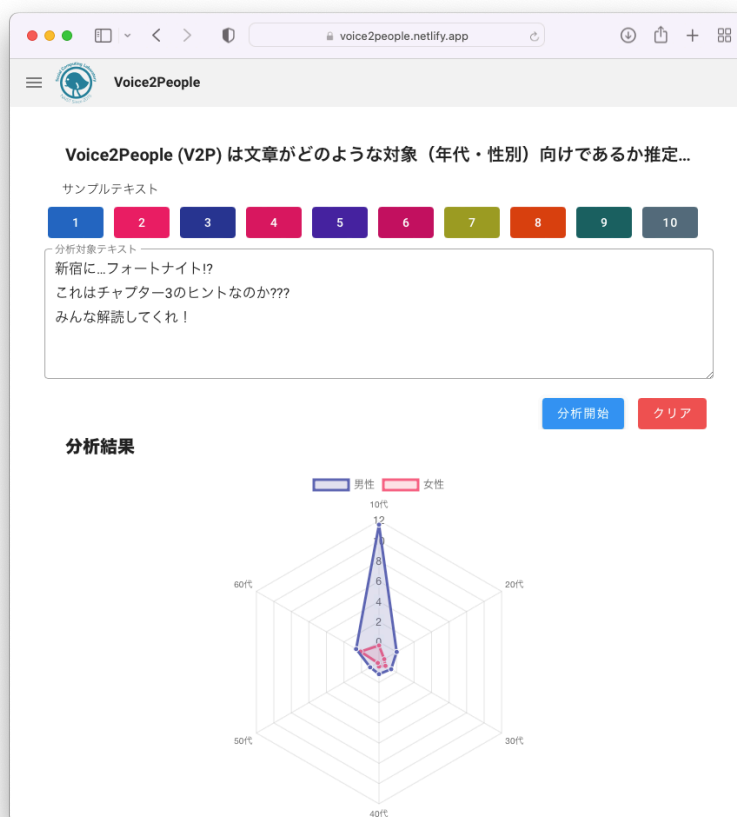 voice2people.netlify.app
Voice2People
Voice2People (V2P) は文章がどのような対象（年代・性別）向けであるか推定...
サンプルテキスト
1 2 3 4 5 6 7 8 9 10
分析対象テキスト
新宿に...フォートナイト!?
これはチャプター3のヒントなのか???
みんな解読してくれ！
分析開始 クリア
分析結果
男性 女性
10代
12
10
8
60代 20代
6
4
2
0
50代 30代
40代